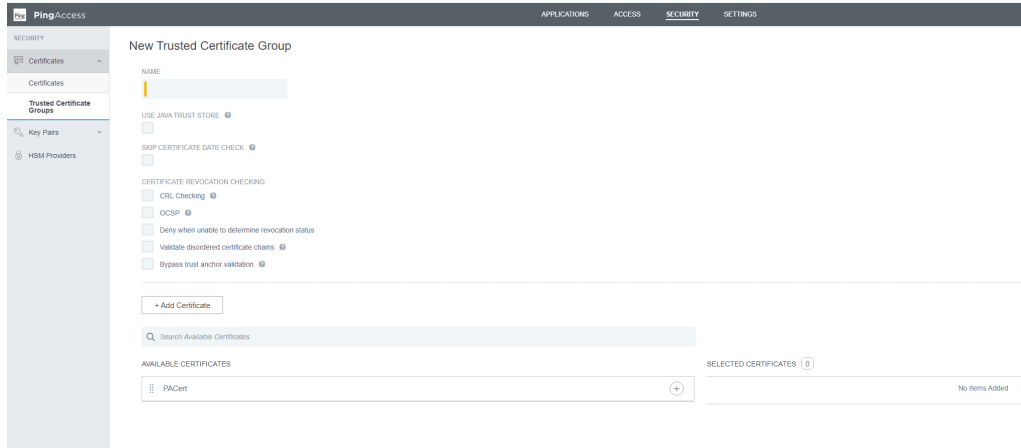 Ping PingAccess
APPLICATIONS ACCESS SECURITY SETTINGS
SECURITY
Certificates
Certificates
Trusted Certificate
Groups
Key Pairs
HSM Providers
New Trusted Certificate Group
NAME
USE JAVA TRUST STORE ?
SKIP CERTIFICATE DATE CHECK ?
CERTIFICATE REVOCATION CHECKING
CRL Checking ?
OCSP ?
Deny when unable to determine revocation status
Validate disordered certificate chains ?
Bypass trust anchor validation ?
+ Add Certificate
Search Available Certificates
AVAILABLE CERTIFICATES
PACert
SELECTED CERTIFICATES 0
No Items Added